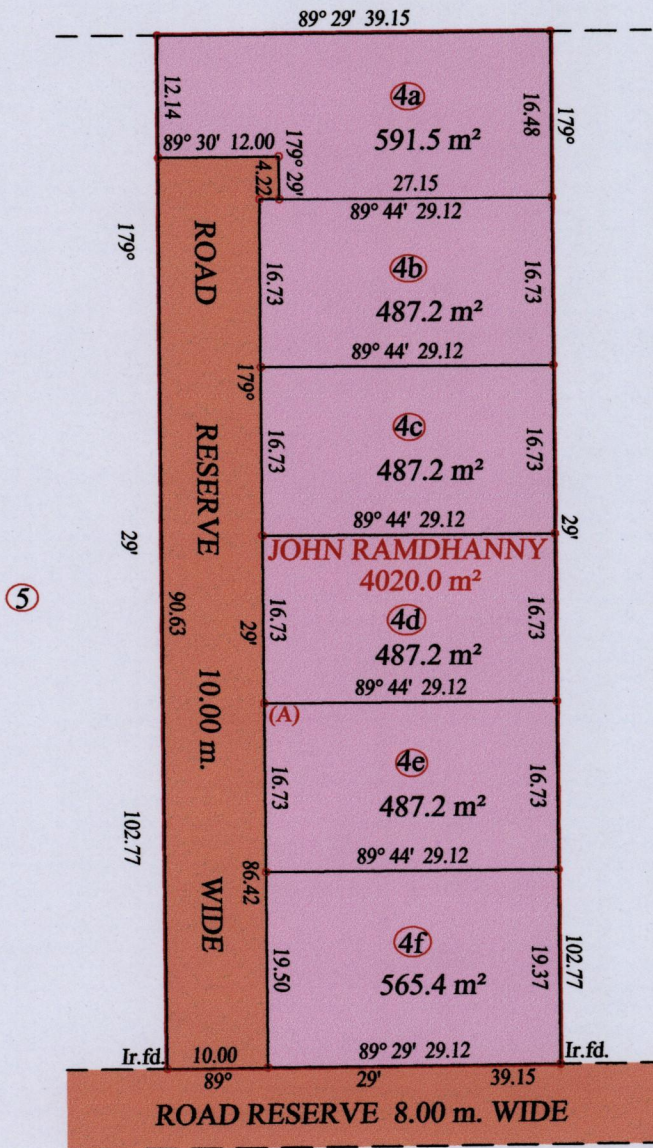 89° 29' 39.15
12.14
4a
16.48
179°
591.5 m²
89° 30' 12.00
179° 29'
4.22
27.15
89° 44' 29.12
179°
ROAD
4b
16.73
16.73
487.2 m²
89° 44' 29.12
179°
4c
RESERVE
16.73
16.73
487.2 m²
89° 44' 29.12
29'
29'
JOHN RAMDHANNY
4020.0 m²
5
90.63
29'
16.73
4d
16.73
487.2 m²
89° 44' 29.12
10.00 m.
(A)
4e
16.73
16.73
487.2 m²
102.77
89° 44' 29.12
86.42
WIDE
4f
19.50
19.37
102.77
565.4 m²
Ir.fd.
10.00
89° 29' 29.12
Ir.fd.
89° 29' 39.15
ROAD RESERVE 8.00 m. WIDE